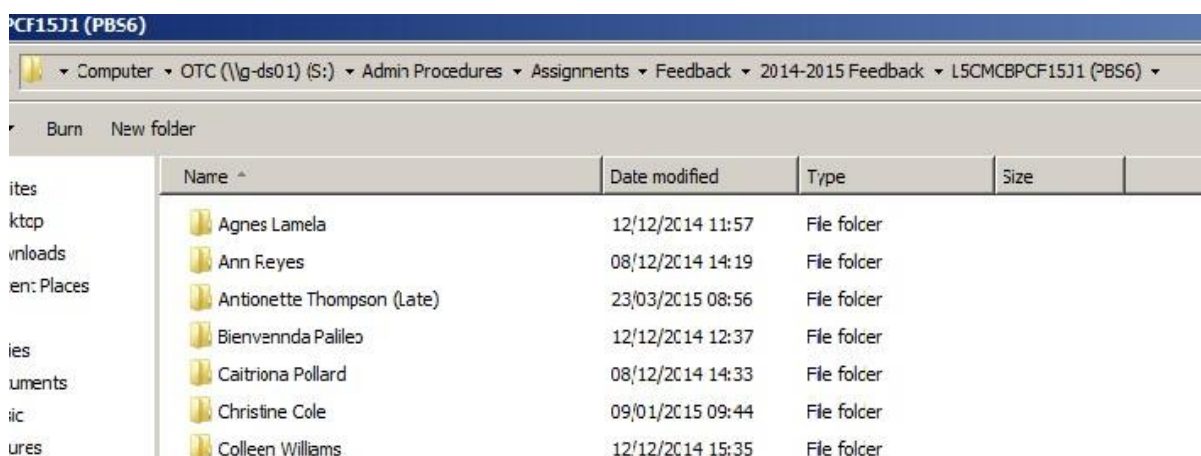 PCF15J1 (PBS6)
Computer OTC (\\g-ds01) (S:) Admin Procedures Assignments Feedback 2014-2015 Feedback L5CMCBPCF15J1 (PBS6)
Burn New folder
Name Date modified Type Size
ites
Agnes Lamela 12/12/2014 11:57 File folder
ktop
Ann Reyes 08/12/2014 14:19 File folder
wnloads
Antionette Thompson (Late) 23/03/2015 08:56 File folder
ent Places
Bienvennda Palileo 12/12/2014 12:37 File folder
ies
Caitriona Pollard 08/12/2014 14:33 File folder
uments
Christine Cole 09/01/2015 09:44 File folder
sic
Colleen Williams 12/12/2014 15:35 File folder
ures